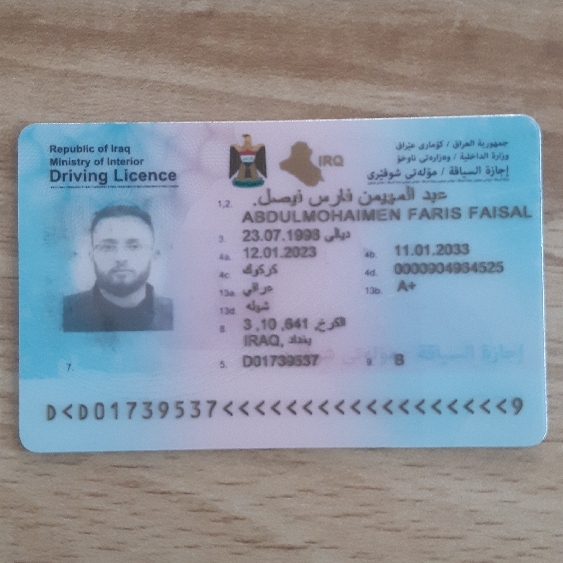 Republic of Iraq
Ministry of Interior
Driving Licence
IRQ
جمهورية العراق / كۆماری عێراق
وزارة الداخلية / وەزارەتی ناوخۆ
إجازة السياقة / مۆڵەتی شوفێری
1,2. عبد المهيمن فارس فيصل,
ABDULMOHAIMEN FARIS FAISAL
3. 23.07.1998 ديالى
4a. 12.01.2023 4b. 11.01.2033
4c. كركوك 4d. 0000904984525
13a. عراقي 13b. A+
13d.
8. الكرخ, 641, 10, 3
IRAQ, بغداد
7. 5. D01739537 9. B
إجازة السياقة مۆڵەتی
D<D01739537<<<<<<<<<<<<<<<<<<<9